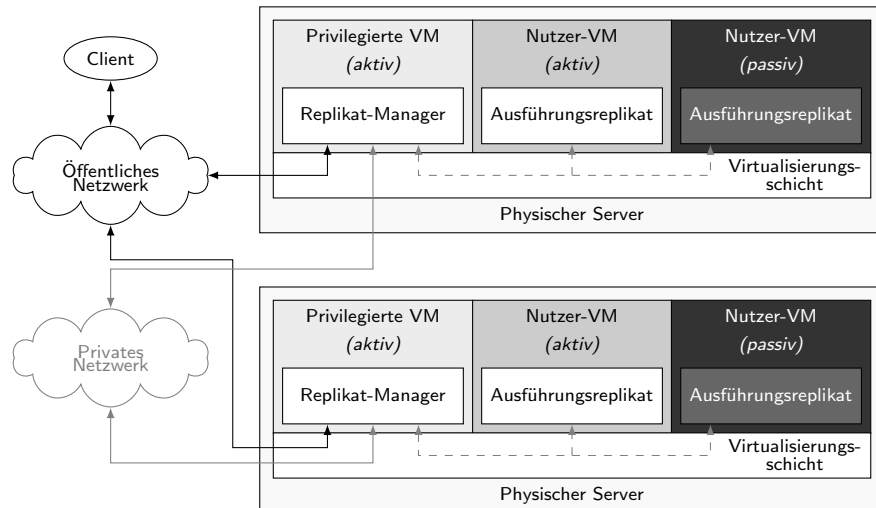 Client
Öffentliches
Netzwerk
Privates
Netzwerk
Privilegierte VM
(aktiv)
Replikat-Manager
Nutzer-VM
(aktiv)
Ausführungsreplikat
Nutzer-VM
(passiv)
Ausführungsreplikat
Virtualisierungs-
schicht
Physischer Server
Privilegierte VM
(aktiv)
Replikat-Manager
Nutzer-VM
(aktiv)
Ausführungsreplikat
Nutzer-VM
(passiv)
Ausführungsreplikat
Virtualisierungs-
schicht
Physischer Server